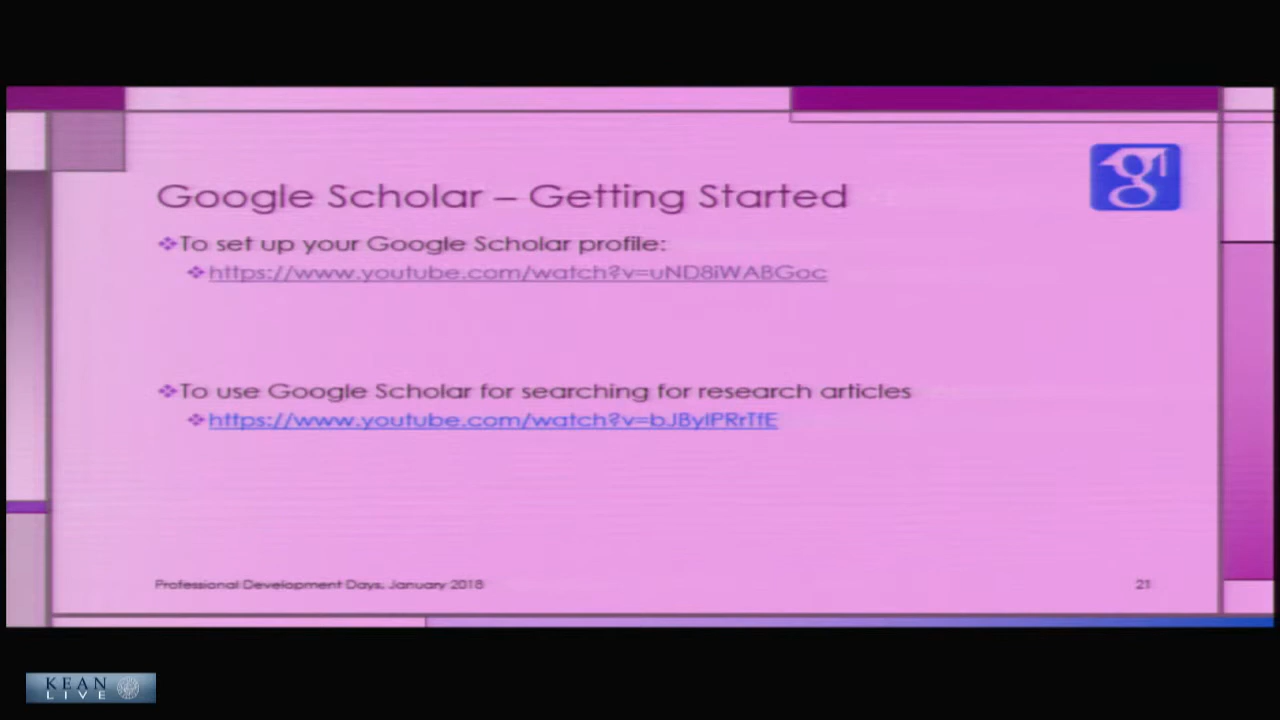 Google Scholar – Getting Started
To set up your Google Scholar profile:
https://www.youtube.com/watch?v=uND8iWABGoc
To use Google Scholar for searching for research articles
https://www.youtube.com/watch?v=bJByIPRrTfE
Professional Development Days, January 2018
21
KEAN
LIVE